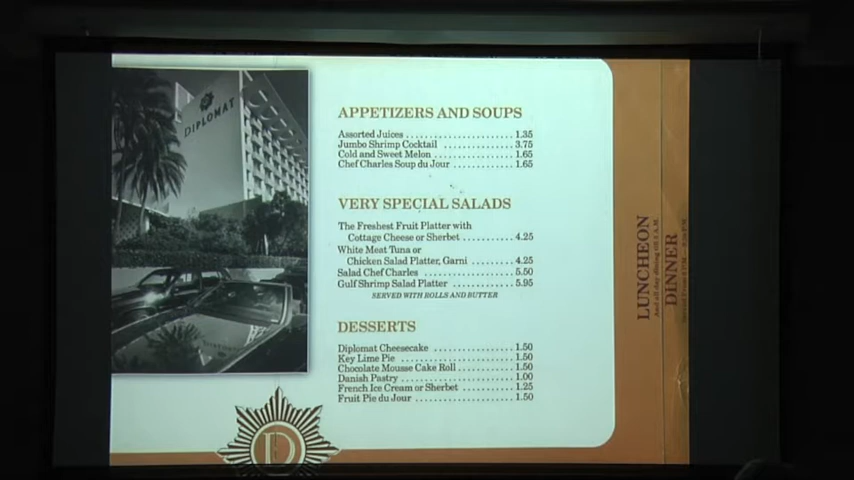 DIPLOMAT
APPETIZERS AND SOUPS
Assorted Juices ........................ 1.35
Jumbo Shrimp Cocktail ............... 3.75
Cold and Sweet Melon ................. 1.65
Chef Charles Soup du Jour ............. 1.65
VERY SPECIAL SALADS
The Freshest Fruit Platter with
Cottage Cheese or Sherbet .......... 4.25
White Meat Tuna or
Chicken Salad Platter, Garni ........ 4.25
Salad Chef Charles .................... 5.50
Gulf Shrimp Salad Platter ............. 5.95
SERVED WITH ROLLS AND BUTTER
DESSERTS
Diplomat Cheesecake ................. 1.50
Key Lime Pie ......................... 1.50
Chocolate Mousse Cake Roll ............ 1.50
Danish Pastry ........................ 1.00
French Ice Cream or Sherbet .......... 1.25
Fruit Pie du Jour ..................... 1.50
D
LUNCHEON
And all day dining
DINNER